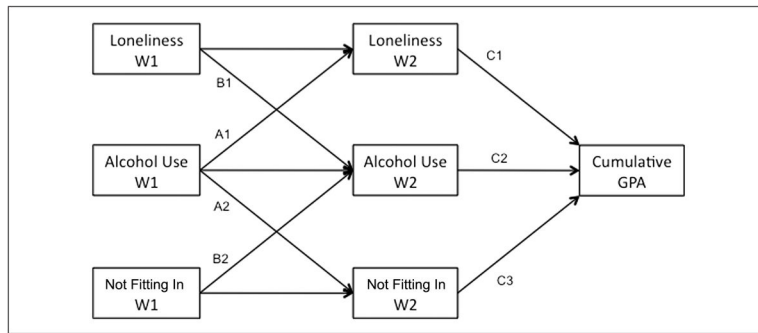 Loneliness
W1
Loneliness
W2
C1
B1
A1
Alcohol Use
W1
Alcohol Use
W2
C2
Cumulative
GPA
A2
B2
Not Fitting In
W1
Not Fitting In
W2
C3